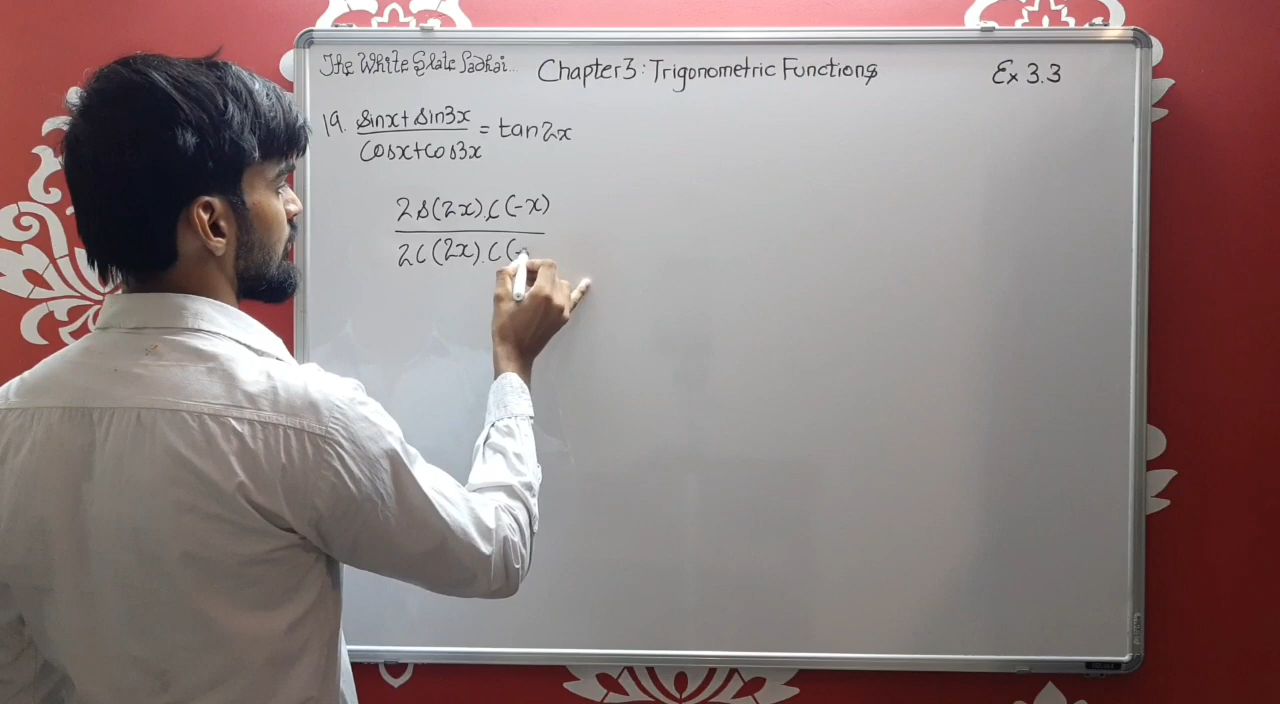 The White Slate Padhai...
Chapter 3 : Trigonometric Functions
Ex 3.3
19. sinx + sin3x / cosx + cos3x = tan2x
2s(2x).c(-x)
2c(2x).c(-